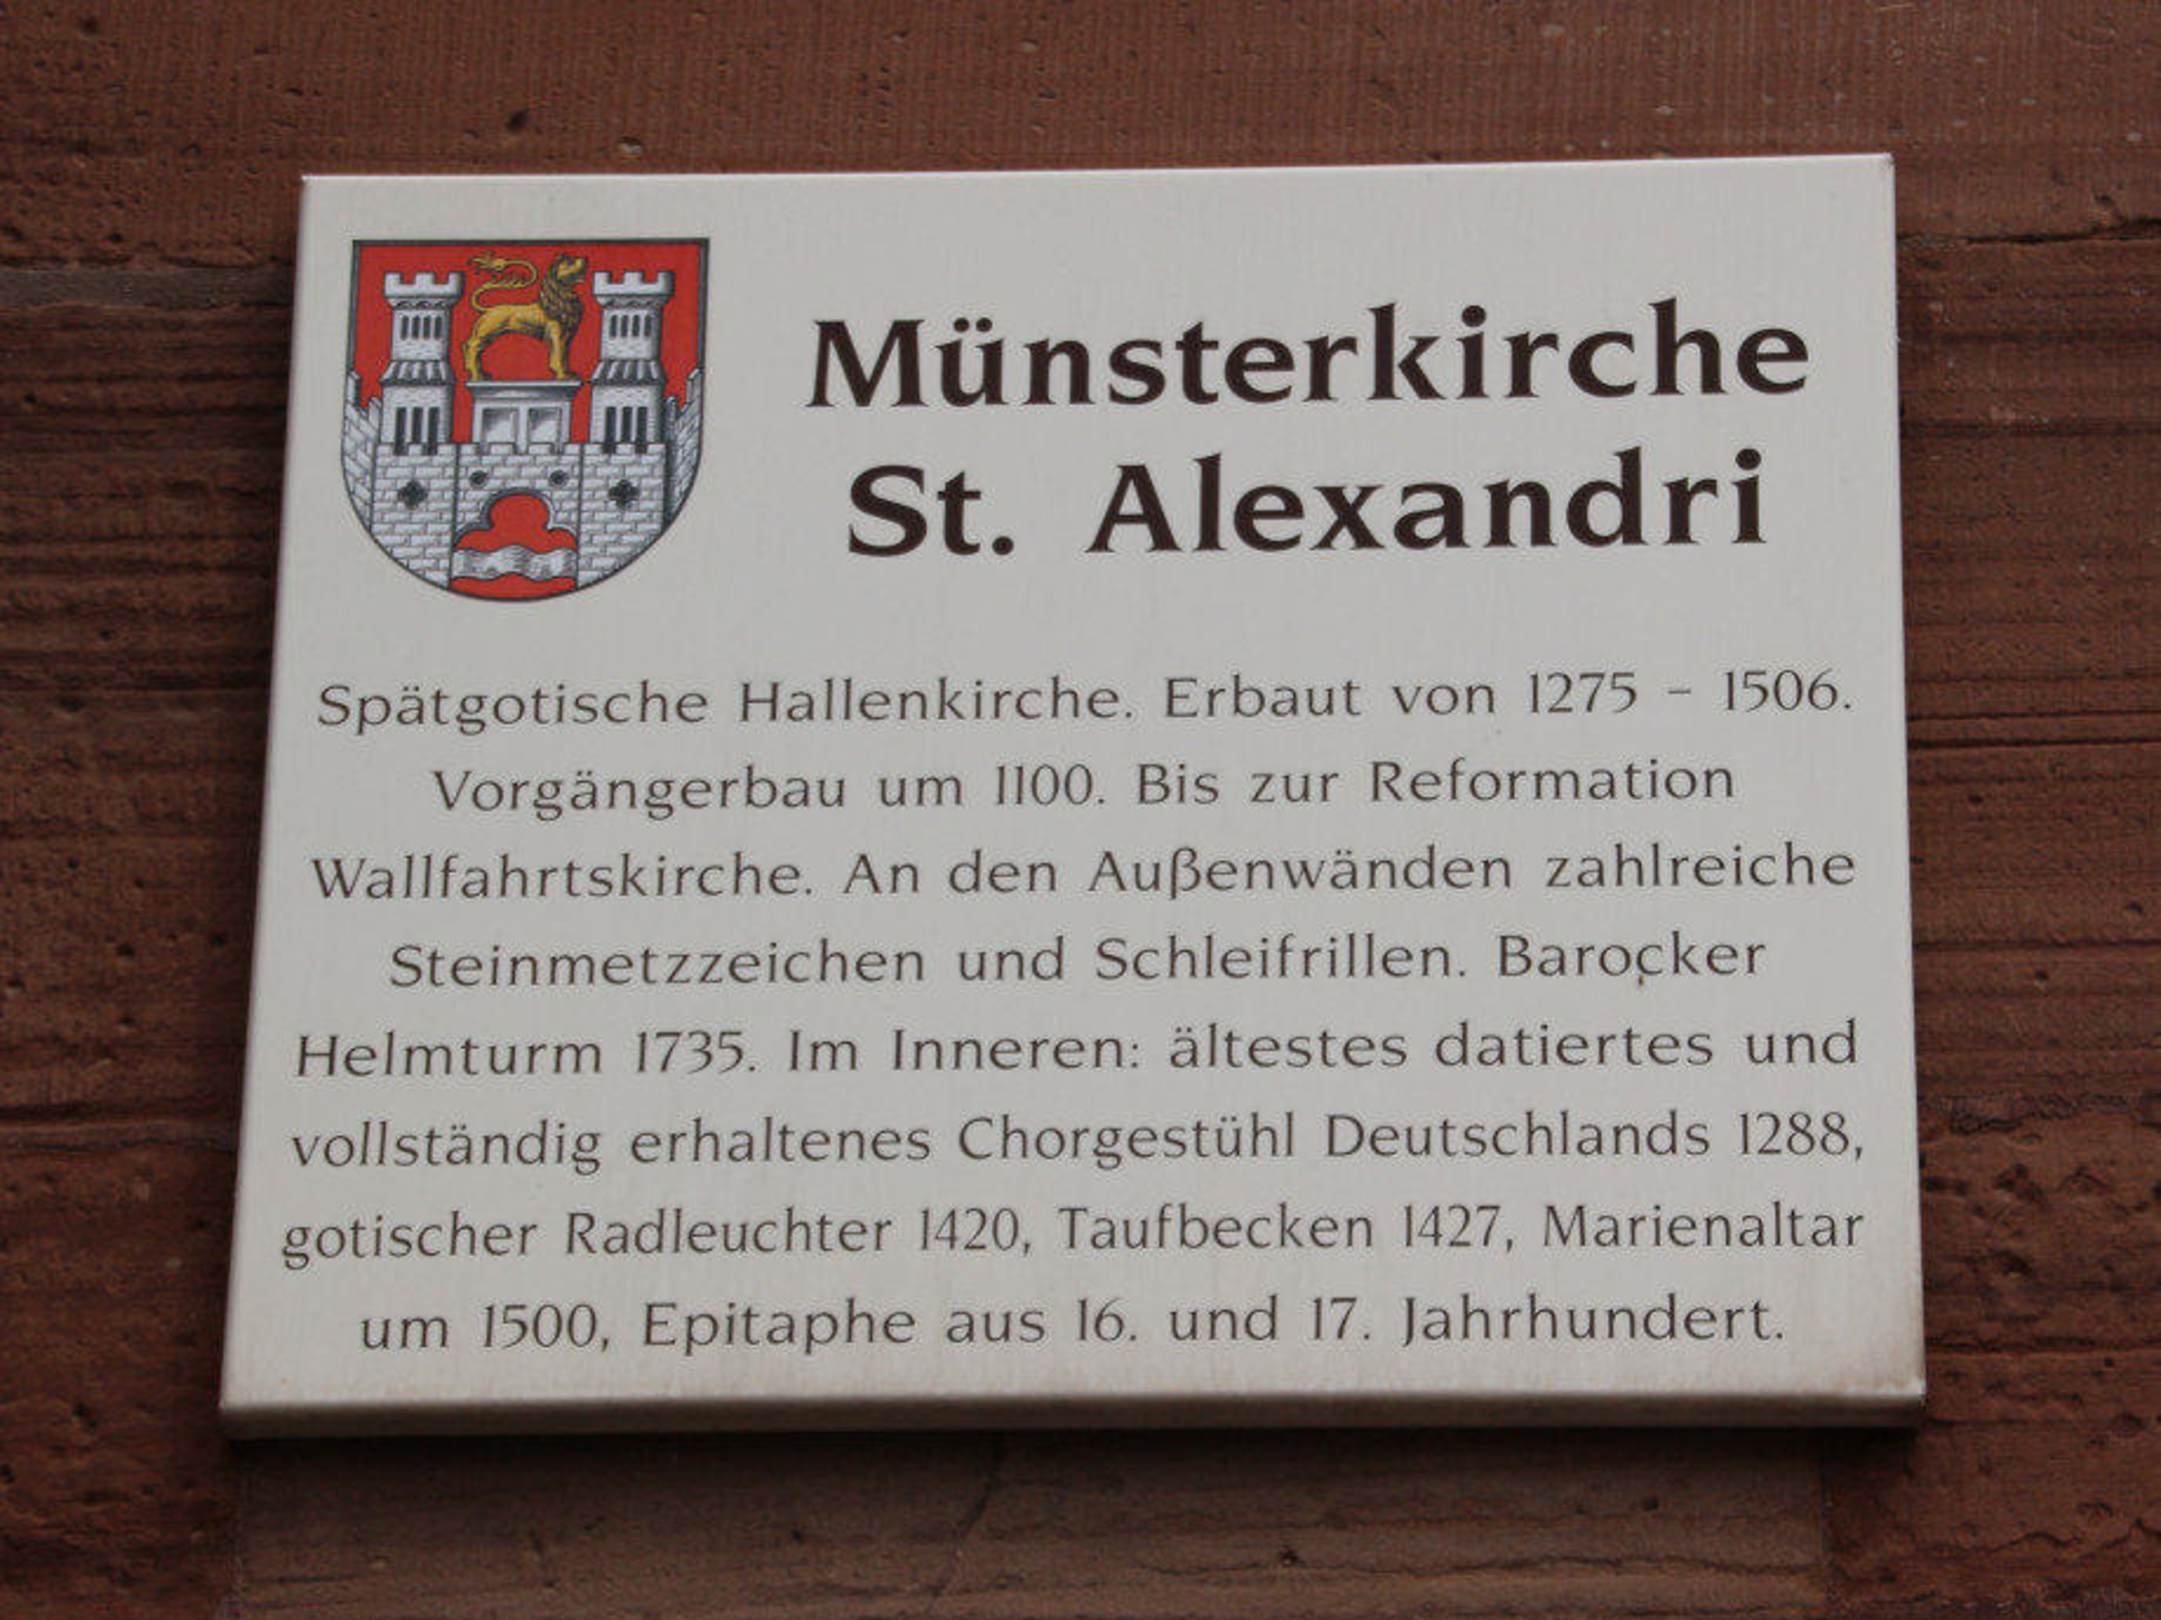 Münsterkirche
St. Alexandri
Spätgotische Hallenkirche. Erbaut von 1275 – 1506.
Vorgängerbau um 1100. Bis zur Reformation
Wallfahrtskirche. An den Außenwänden zahlreiche
Steinmetzzeichen und Schleifrillen. Barocker
Helmturm 1735. Im Inneren: ältestes datiertes und
vollständig erhaltenes Chorgestühl Deutschlands 1288,
gotischer Radleuchter 1420, Taufbecken 1427, Marienaltar
um 1500, Epitaphe aus 16. und 17. Jahrhundert.